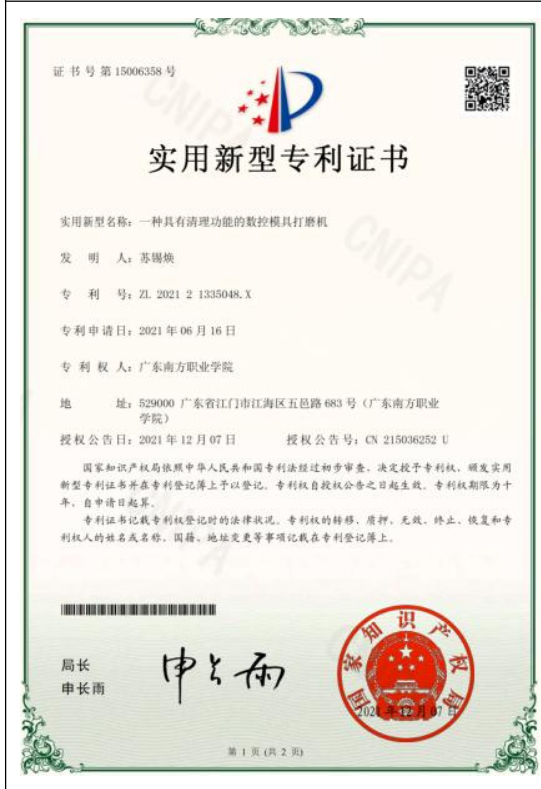 证书号第15006358号
实用新型专利证书
实用新型名称：一种具有清理功能的数控模具打磨机
发 明 人：苏锡焕
专 利 号：ZL 2021 2 1335048.X
专利申请日：2021年06月16日
专 利 权 人：广东南方职业学院
地 址：529000 广东省江门市江海区五邑路683号（广东南方职业
学院）
授权公告日：2021年12月07日 授权公告号：CN 215036252 U
国家知识产权局依照中华人民共和国专利法经过初步审查，决定授予专利权，颁发实用
新型专利证书并在专利登记簿上予以登记。专利权自授权公告之日起生效。专利权期限为十
年，自申请日起算。
专利证书记载专利权登记时的法律状况。专利权的转移、质押、无效、终止、恢复和专
利权人的姓名或名称、国籍、地址变更等事项记载在专利登记簿上。
局长
申长雨
申长雨
国家知识产权局
2021年12月07日
第 1 页 (共 2 页)
CNIPA
CNIPA
CNIPA